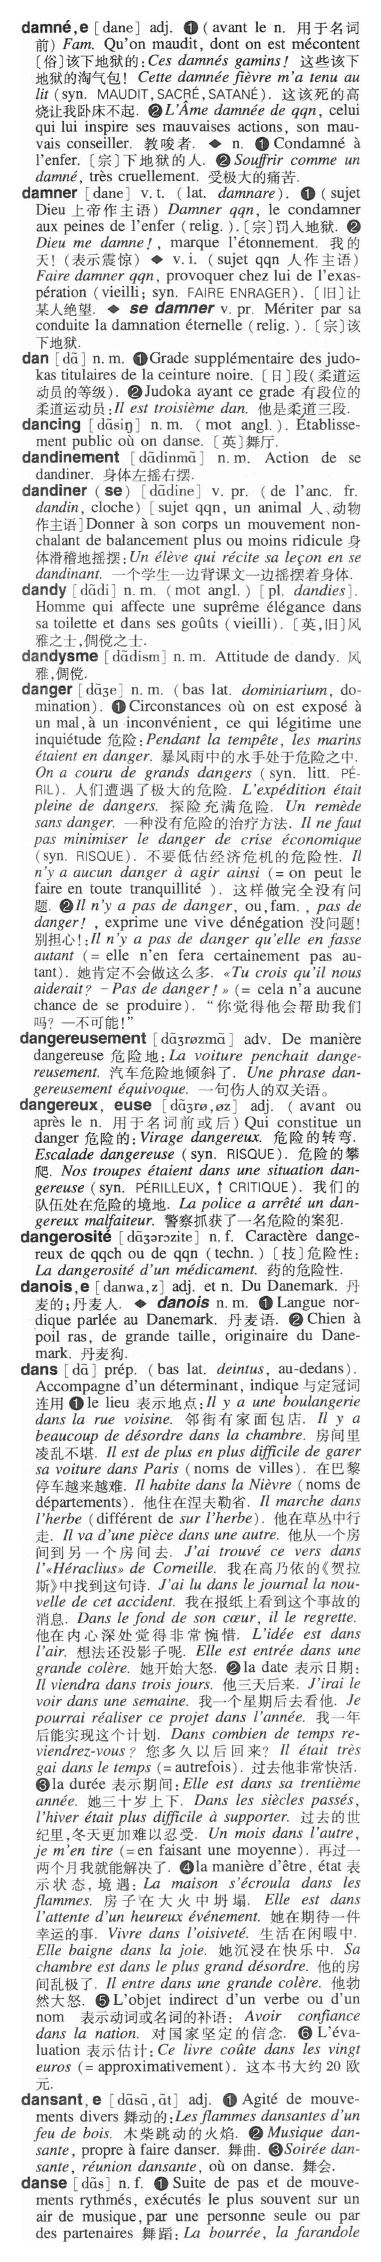 damné,e [dane] adj. ❶ (avant le n. 用于名词
前) Fam. Qu'on maudit, dont on est mécontent
〔俗〕该下地狱的: Ces damnés gamins! 这些该下
地狱的淘气包! Cette damnée fièvre m'a tenu au
lit (syn. MAUDIT, SACRÉ, SATANÉ). 这该死的高
烧让我卧床不起. ❷ L'Âme damnée de qqn, celui
qui lui inspire ses mauvaises actions, son mau-
vais conseiller. 教唆者. ◆ n. ❶ Condamné à
l'enfer. 〔宗〕下地狱的人. ❷ Souffrir comme un
damné, très cruellement. 受极大的痛苦.
damner [dane] v.t. (lat. damnare). ❶ (sujet
Dieu 上帝作主语) Damner qqn, le condamner
aux peines de l'enfer (relig.). 〔宗〕罚入地狱. ❷
Dieu me damne!, marque l'étonnement. 我的
天! (表示震惊) ◆ v.i. (sujet qqn 人作主语)
Faire damner qqn, provoquer chez lui de l'exas-
pération (vieilli; syn. FAIRE ENRAGER). 〔旧〕让
某人绝望. ◆ se damner v. pr. Mériter par sa
conduite la damnation éternelle (relig.). 〔宗〕该
下地狱.
dan [dã] n. m. ❶ Grade supplémentaire des judo-
kas titulaires de la ceinture noire. 〔日〕段(柔道运
动员的等级). ❷ Judoka ayant ce grade 有段位的
柔道运动员: Il est troisième dan. 他是柔道三段.
dancing [dãsiŋ] n. m. (mot angl.). Établisse-
ment public où on danse. 〔英〕舞厅.
dandinement [dãdinmã] n. m. Action de se
dandiner. 身体左摇右摆.
dandiner (se) [dãdine] v. pr. (de l'anc. fr.
dandin, cloche) [sujet qqn, un animal 人、动物
作主语] Donner à son corps un mouvement non-
chalant de balancement plus ou moins ridicule 身
体滑稽地摇摆: Un élève qui récite sa leçon en se
dandinant. 一个学生一边背课文一边摇摆着身体.
dandy [dãdi] n. m. (mot angl.) [pl. dandies].
Homme qui affecte une suprême élégance dans
sa toilette et dans ses goûts (vieilli). 〔英,旧〕风
雅之士,倜傥之士.
dandysme [dãdism] n. m. Attitude de dandy. 风
雅,倜傥.
danger [dãʒe] n. m. (bas lat. dominiarium, do-
mination). ❶ Circonstances où on est exposé à
un mal, à un inconvénient, ce qui légitime une
inquiétude 危险: Pendant la tempête, les marins
étaient en danger. 暴风雨中的水手处于危险之中.
On a couru de grands dangers (syn. litt. PÉ-
RIL). 人们遭遇了极大的危险. L'expédition était
pleine de dangers. 探险充满危险. Un remède
sans danger. 一种没有危险的治疗方法. Il ne faut
pas minimiser le danger de crise économique
(syn. RISQUE). 不要低估经济危机的危险性. Il
n'y a aucun danger à agir ainsi (= on peut le
faire en toute tranquillité). 这样做完全没有问
题. ❷ Il n'y a pas de danger, ou, fam., pas de
danger!, exprime une vive dénégation 没问题!
别担心!: Il n'y a pas de danger qu'elle en fasse
autant (= elle n'en fera certainement pas au-
tant). 她肯定不会做这么多. «Tu crois qu'il nous
aiderait? – Pas de danger!» (= cela n'a aucune
chance de se produire). “你觉得他会帮助我们
吗? —不可能!”
dangereusement [dãʒrøzmã] adv. De manière
dangereuse 危险地: La voiture penchait dange-
reusement. 汽车危险地倾斜了. Une phrase dan-
gereusement équivoque. 一句伤人的双关语。
dangereux, euse [dãʒrø,øz] adj. (avant ou
après le n. 用于名词前或后) Qui constitue un
danger 危险的: Virage dangereux. 危险的转弯.
Escalade dangereuse (syn. RISQUE). 危险的攀
爬. Nos troupes étaient dans une situation dan-
gereuse (syn. PÉRILLEUX, ↑ CRITIQUE). 我们的
队伍处在危险的境地. La police a arrêté un dan-
gereux malfaiteur. 警察抓获了一名危险的案犯.
dangerosité [dãʒərozite] n. f. Caractère dange-
reux de qqch ou de qqn (techn.) 〔技〕危险性:
La dangerosité d'un médicament. 药的危险性.
danois,e [danwa,z] adj. et n. Du Danemark. 丹
麦的;丹麦人. ◆ danois n. m. ❶ Langue nor-
dique parlée au Danemark. 丹麦语. ❷ Chien à
poil ras, de grande taille, originaire du Dane-
mark. 丹麦狗.
dans [dã] prép. (bas lat. deintus, au-dedans).
Accompagne d'un déterminant, indique 与定冠词
连用 ❶ le lieu 表示地点: Il y a une boulangerie
dans la rue voisine. 邻街有家面包店. Il y a
beaucoup de désordre dans la chambre. 房间里
凌乱不堪. Il est de plus en plus difficile de garer
sa voiture dans Paris (noms de villes). 在巴黎
停车越来越难. Il habite dans la Nièvre (noms de
départements). 他住在涅夫勒省. Il marche dans
l'herbe (différent de sur l'herbe). 他在草丛中行
走. Il va d'une pièce dans une autre. 他从一个房
间到另一个房间去. J'ai trouvé ce vers dans
l'«Héraclius» de Corneille. 我在高乃依的《贺拉
斯》中找到这句诗. J'ai lu dans le journal la nou-
velle de cet accident. 我在报纸上看到这个事故的
消息. Dans le fond de son cœur, il le regrette.
他在内心深处觉得非常惋惜. L'idée est dans
l'air. 想法还没影子呢. Elle est entrée dans une
grande colère. 她开始大怒. ❷ la date 表示日期:
Il viendra dans trois jours. 他三天后来. J'irai le
voir dans une semaine. 我一个星期后去看他. Je
pourrai réaliser ce projet dans l'année. 我一年
后能实现这个计划. Dans combien de temps re-
viendrez-vous? 您多久以后回来? Il était très
gai dans le temps (= autrefois). 过去他非常快活.
❸ la durée 表示期间: Elle est dans sa trentième
année. 她三十岁上下. Dans les siècles passés,
l'hiver était plus difficile à supporter. 过去的世
纪里,冬天更加难以忍受. Un mois dans l'autre,
je m'en tire (= en faisant une moyenne). 再过一
两个月我就能解决了. ❹ la manière d'être, état 表
示状态,境遇: La maison s'écroula dans les
flammes. 房子在大火中坍塌. Elle est dans
l'attente d'un heureux événement. 她在期待一件
幸运的事. Vivre dans l'oisiveté. 生活在闲暇中.
Elle baigne dans la joie. 她沉浸在快乐中. Sa
chambre est dans le plus grand désordre. 他的房
间乱极了. Il entre dans une grande colère. 他勃
然大怒. ❺ L'objet indirect d'un verbe ou d'un
nom 表示动词或名词的补语: Avoir confiance
dans la nation. 对国家坚定的信念. ❻ L'éva-
luation 表示估计: Ce livre coûte dans les vingt
euros (= approximativement). 这本书大约 20 欧
元.
dansant, e [dãsã, ãt] adj. ❶ Agité de mouve-
ments divers 舞动的: Les flammes dansantes d'un
feu de bois. 木柴跳动的火焰. ❷ Musique dan-
sante, propre à faire danser. 舞曲. ❸ Soirée dan-
sante, réunion dansante, où on danse. 舞会.
danse [dãs] n. f. ❶ Suite de pas et de mouve-
ments rythmés, exécutés le plus souvent sur un
air de musique, par une personne seule ou par
des partenaires 舞蹈: La bourrée, la farandole